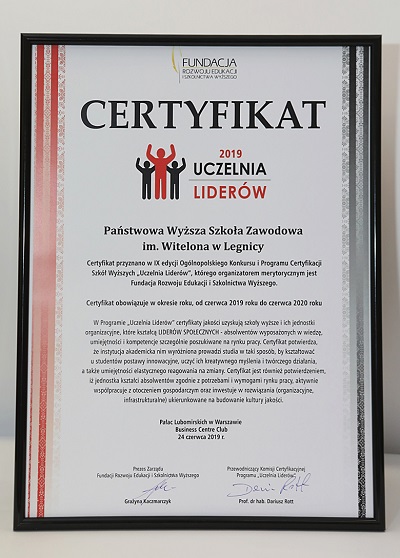 FUNDACJA
ROZWOJU EDUKACJI
I SZKOLNICTWA WYŻSZEGO
CERTYFIKAT
2019
UCZELNIA
LIDERÓW
Państwowa Wyższa Szkoła Zawodowa
im. Witelona w Legnicy
Certyfikat przyznano w IX edycji Ogólnopolskiego Konkursu i Programu Certyfikacji
Szkół Wyższych „Uczelnia Liderów”, którego organizatorem merytorycznym jest
Fundacja Rozwoju Edukacji i Szkolnictwa Wyższego.
Certyfikat obowiązuje w okresie roku, od czerwca 2019 roku do czerwca 2020 roku
W Programie „Uczelnia Liderów” certyfikaty jakości uzyskują szkoły wyższe i ich jednostki
organizacyjne, które kształcą LIDERÓW SPOŁECZNYCH - absolwentów wyposażonych w wiedzę,
umiejętności i kompetencje szczególnie poszukiwane na rynku pracy. Certyfikat potwierdza,
że instytucja akademicka nim wyróżniona prowadzi studia w taki sposób, by kształtować
u studentów postawy innowacyjne, uczyć ich kreatywnego myślenia i twórczego działania,
a także umiejętności elastycznego reagowania na zmiany. Certyfikat jest również potwierdzeniem,
iż jednostka kształci absolwentów zgodnie z potrzebami i wymogami rynku pracy, aktywnie
współpracuje z otoczeniem gospodarczym oraz inwestuje w rozwiązania (organizacyjne,
infrastrukturalne) ukierunkowane na budowanie kultury jakości.
Pałac Lubomirskich w Warszawie
Business Centre Club
24 czerwca 2019 r.
Prezes Zarządu
Fundacji Rozwoju Edukacji i Szkolnictwa Wyższego
Grażyna Kaczmarczyk
Przewodniczący Komisji Certyfikacyjnej
Programu „Uczelnia Liderów”
Prof. dr hab. Dariusz Rott